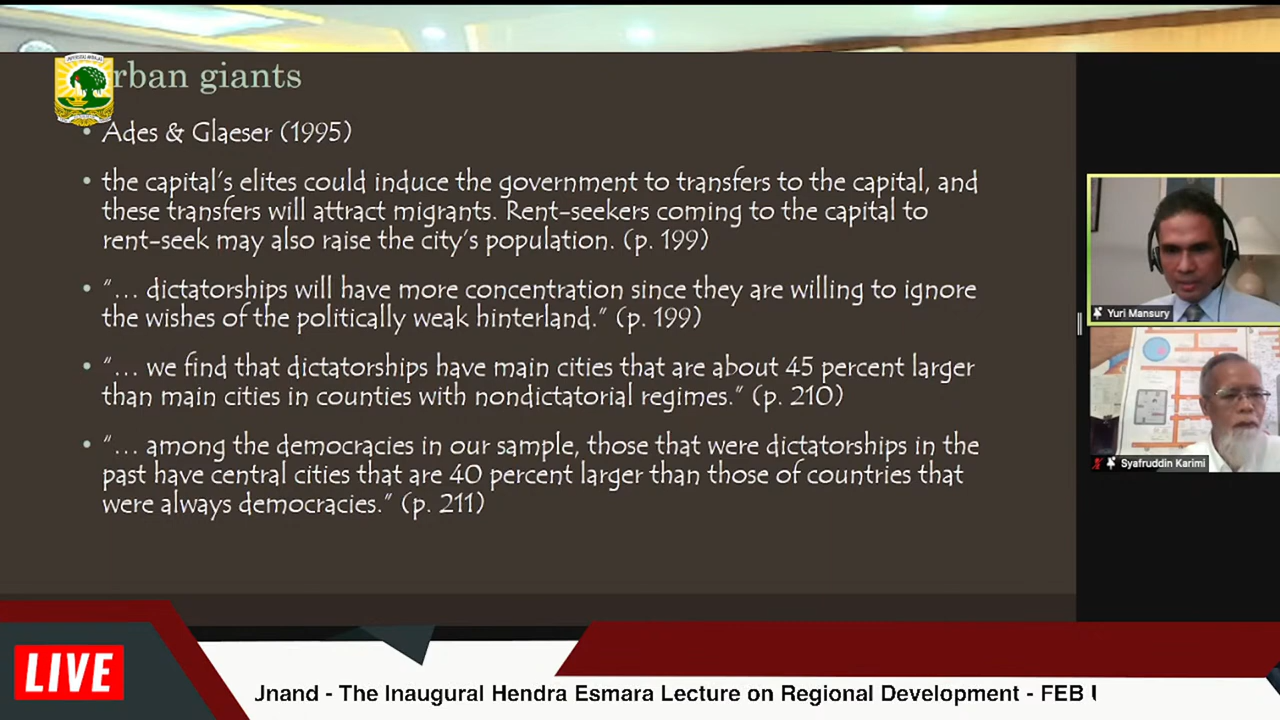 rban giants
• Ades & Glaeser (1995)
• the capital's elites could induce the government to transfers to the capital, and
these transfers will attract migrants. Rent-seekers coming to the capital to
rent-seek may also raise the city's population. (p. 199)
• "... dictatorships will have more concentration since they are willing to ignore
the wishes of the politically weak hinterland." (p. 199)
• "... we find that dictatorships have main cities that are about 45 percent larger
than main cities in counties with nondictatorial regimes." (p. 210)
• "... among the democracies in our sample, those that were dictatorships in the
past have central cities that are 40 percent larger than those of countries that
were always democracies." (p. 211)
Yuri Mansury
Syafruddin Karimi
LIVE
Jnand - The Inaugural Hendra Esmara Lecture on Regional Development - FEB U